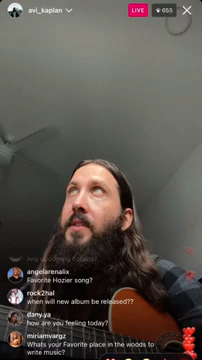 avi_kaplan
LIVE
655
angelarenalix
Favorite Hozier song?
rock2hal
when will new album be released??
dany.ya
how are you feeling today?
miriamvargz
Whats your Favorite place in the woods to
write music?